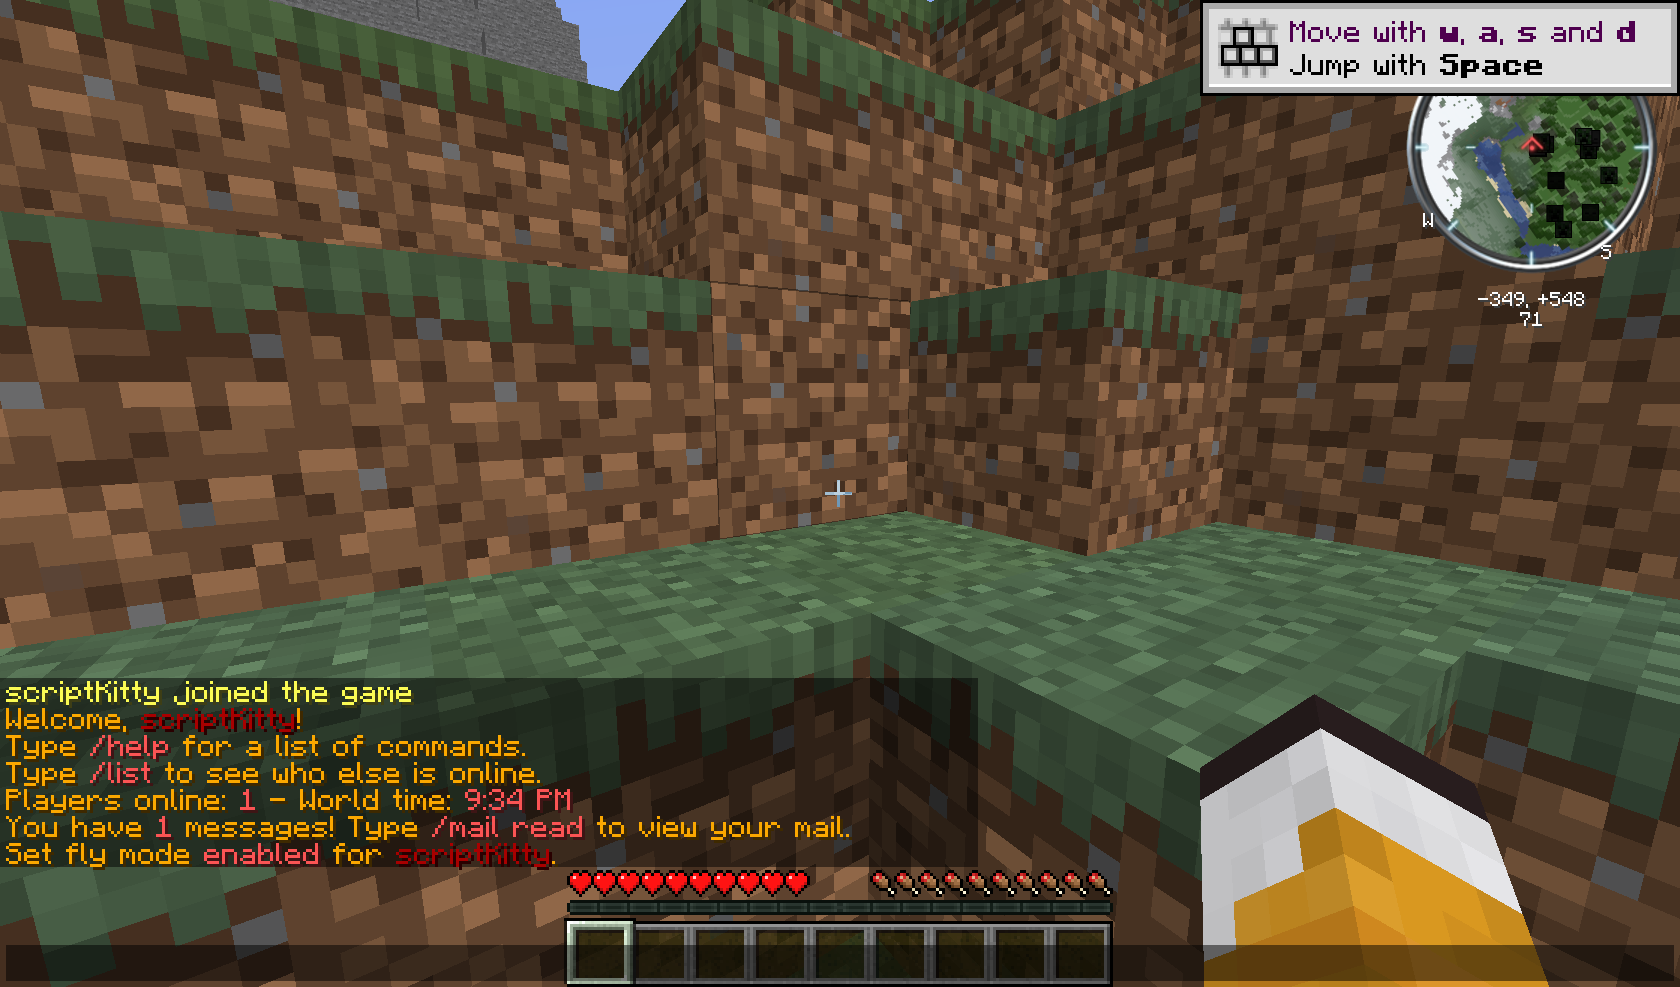 Move with w, a, s and d
Jump with Space
W
S
-349, +548
71
scriptKitty joined the game
Welcome, scriptKitty!
Type /help for a list of commands.
Type /list to see who else is online.
Players online: 1 - World time: 9:34 PM
You have 1 messages! Type /mail read to view your mail.
Set fly mode enabled for scriptKitty.